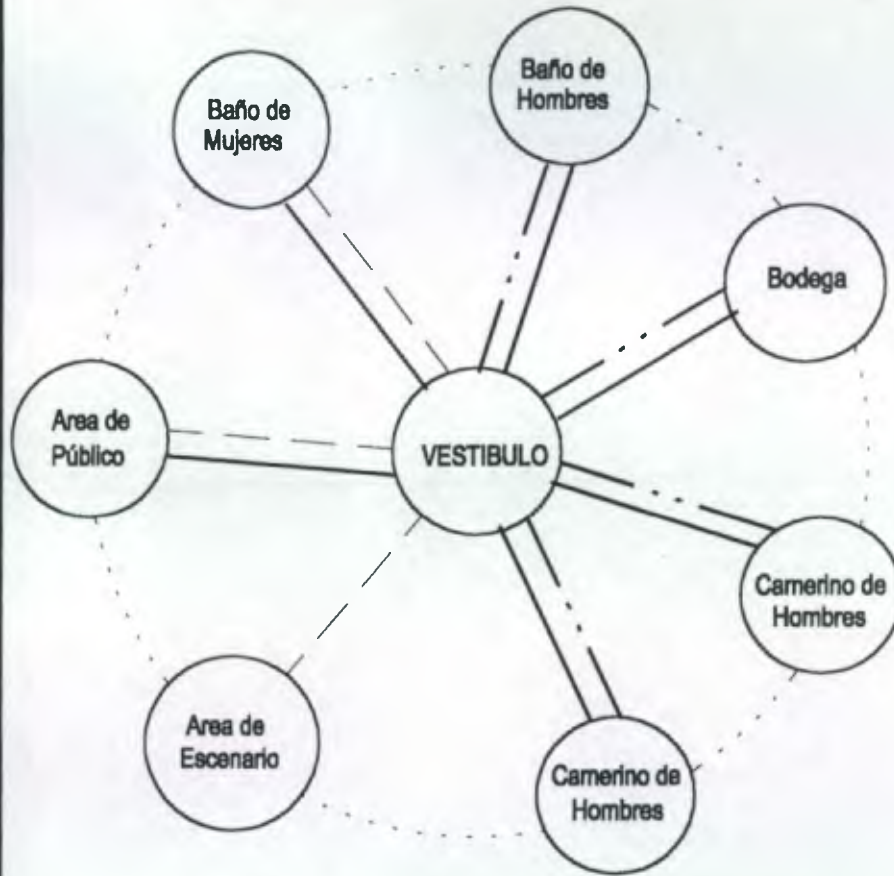 Baño de
Hombres
Baño de
Mujeres
Bodega
Area de
Público
VESTIBULO
Camerino de
Hombres
Area de
Escenario
Camerino de
Hombres